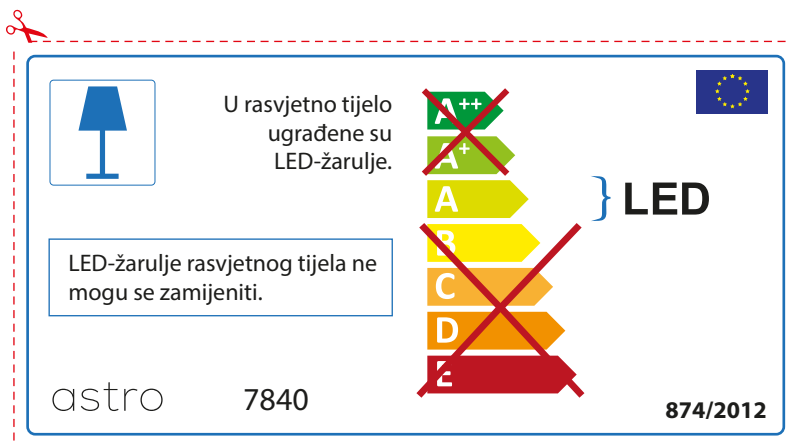 U rasvjetno tijelo
ugrađene su
LED-žarulje.
A++
A+
A
B
C
D
E
LED
LED-žarulje rasvjetnog tijela ne
mogu se zamijeniti.
astro
7840
874/2012